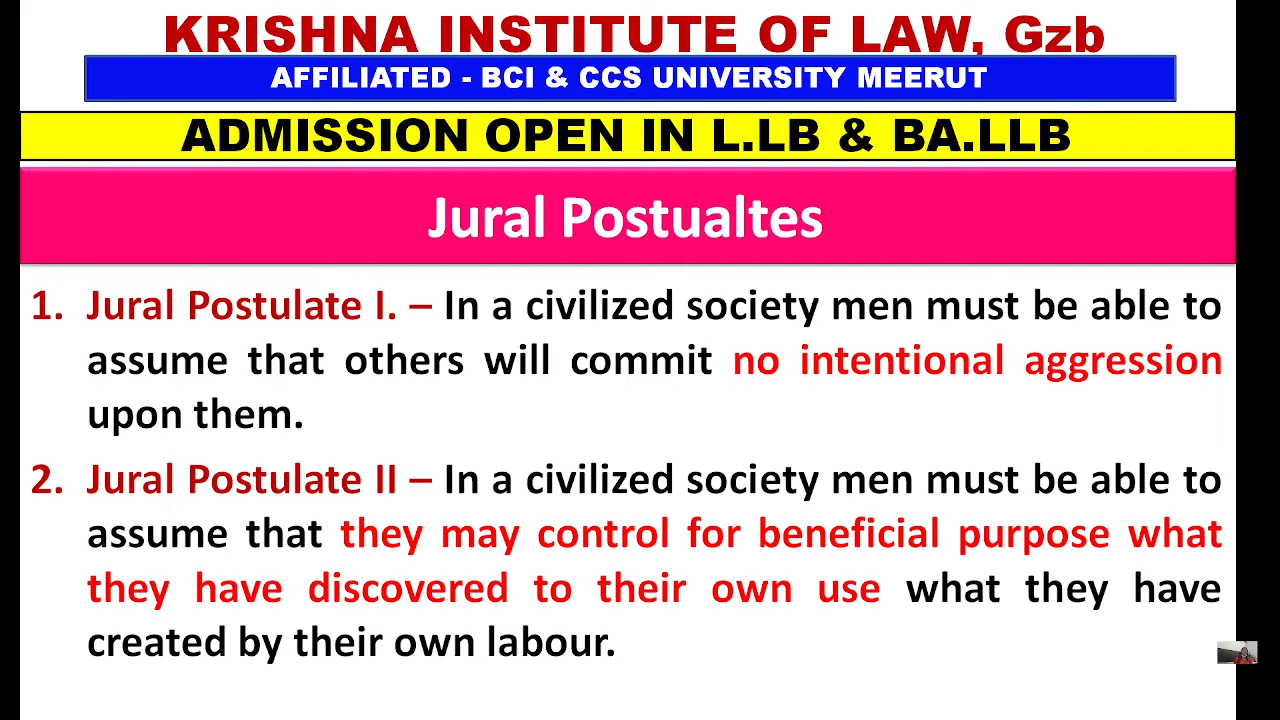 KRISHNA INSTITUTE OF LAW, Gzb
AFFILIATED - BCI & CCS UNIVERSITY MEERUT
ADMISSION OPEN IN L.LB & BA.LLB
Jural Postualtes
1. Jural Postulate I. – In a civilized society men must be able to
assume that others will commit no intentional aggression
upon them.
2. Jural Postulate II – In a civilized society men must be able to
assume that they may control for beneficial purpose what
they have discovered to their own use what they have
created by their own labour.